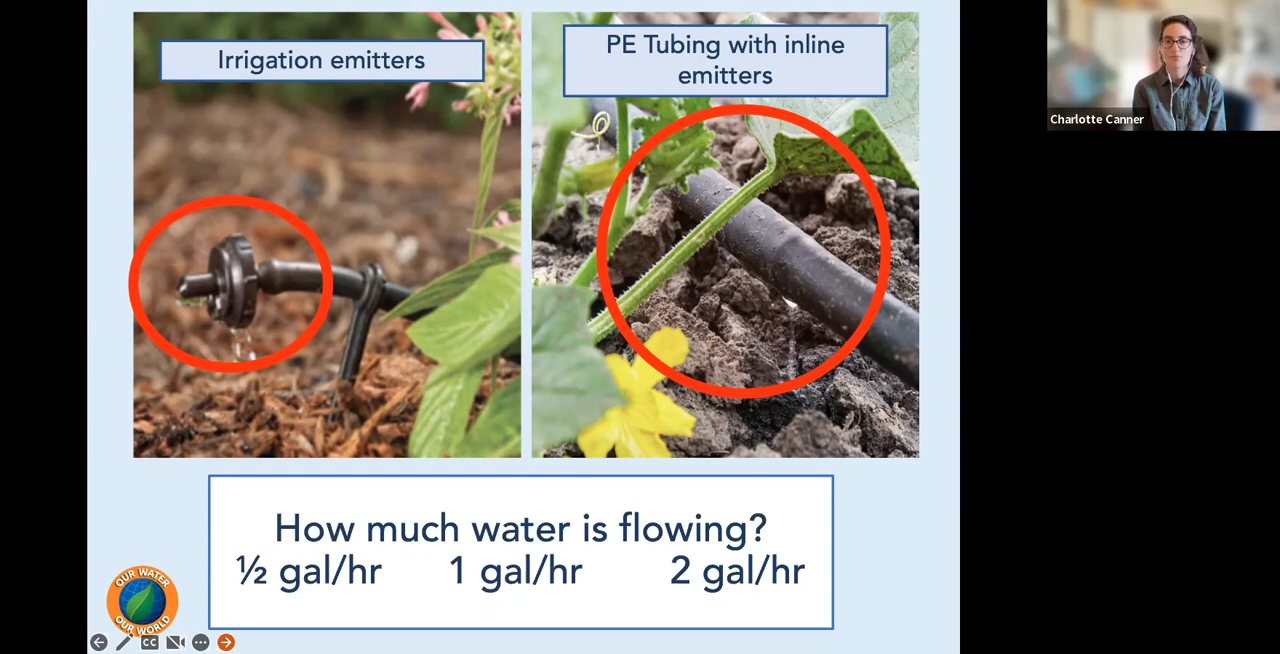 Irrigation emitters
PE Tubing with inline
emitters
Charlotte Canner
How much water is flowing?
½ gal/hr 1 gal/hr 2 gal/hr
OUR WATER
OUR WORLD
CC